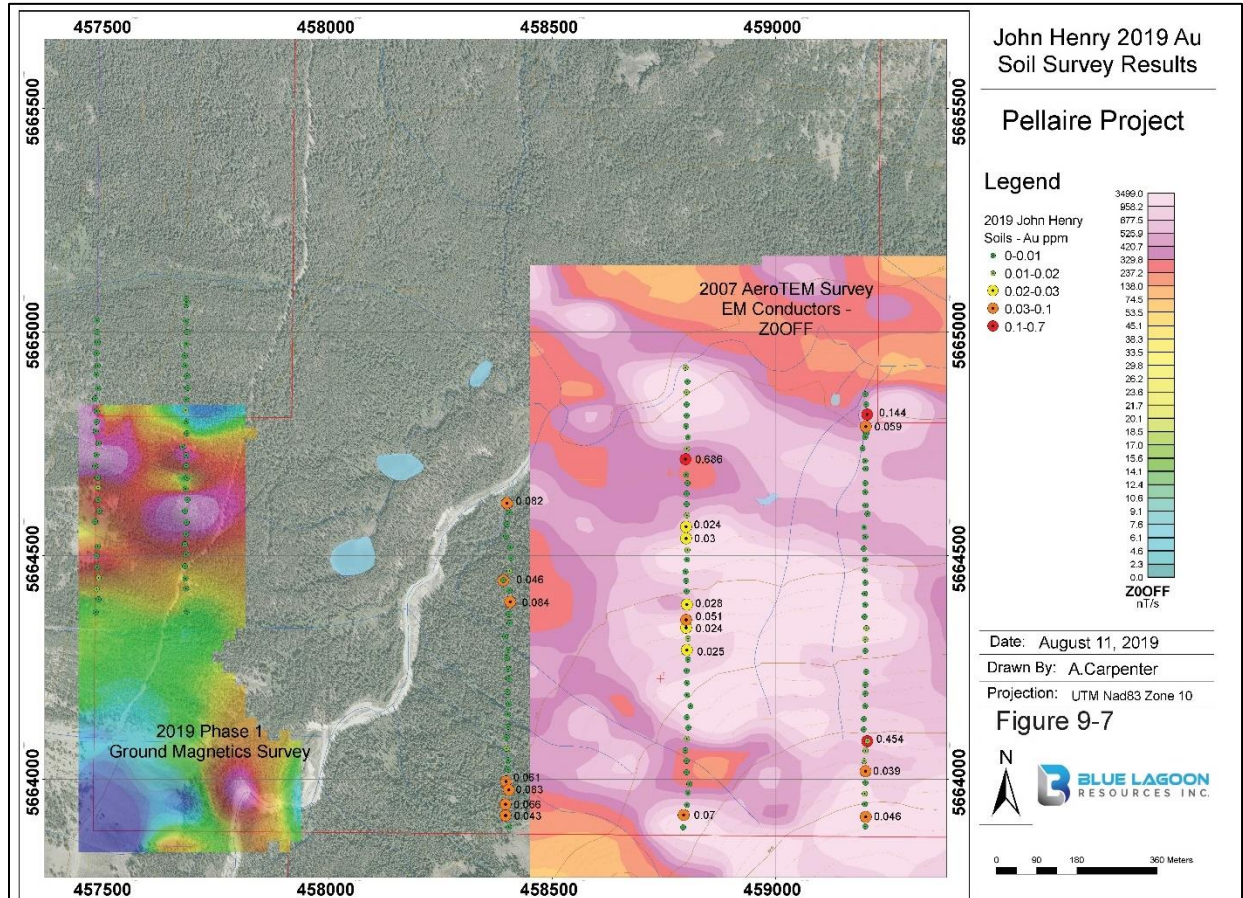 457500 458000 458500 459000
5665500
5665000
5664500
5664000
2007 AeroTEM Survey
EM Conductors -
Z0OFF
0.144
0.059
0.686
0.082
0.024
0.03
0.046
0.084
0.028
0.051
0.024
0.025
2019 Phase 1
Ground Magnetics Survey
0.454
0.061
0.083
0.066
0.043
0.039
0.07
0.046
5665500
5665000
5664500
5664000
457500 458000 458500 459000
John Henry 2019 Au
Soil Survey Results
Pellaire Project
Legend
2019 John Henry
Soils - Au ppm
0-0.01
0.01-0.02
0.02-0.03
0.03-0.1
0.1-0.7
3499.0
958.2
677.5
525.9
420.7
329.8
237.2
138.0
74.5
53.5
45.1
38.3
33.5
29.8
26.2
23.6
21.7
20.1
18.5
17.0
15.6
14.1
12.4
10.6
9.1
7.6
6.1
4.6
2.3
0.0
Z0OFF
nT/s
Date: August 11, 2019
Drawn By: A.Carpenter
Projection: UTM Nad83 Zone 10
Figure 9-7
N
BLUE LAGOON
RESOURCES INC.
0 90 180 360 Meters